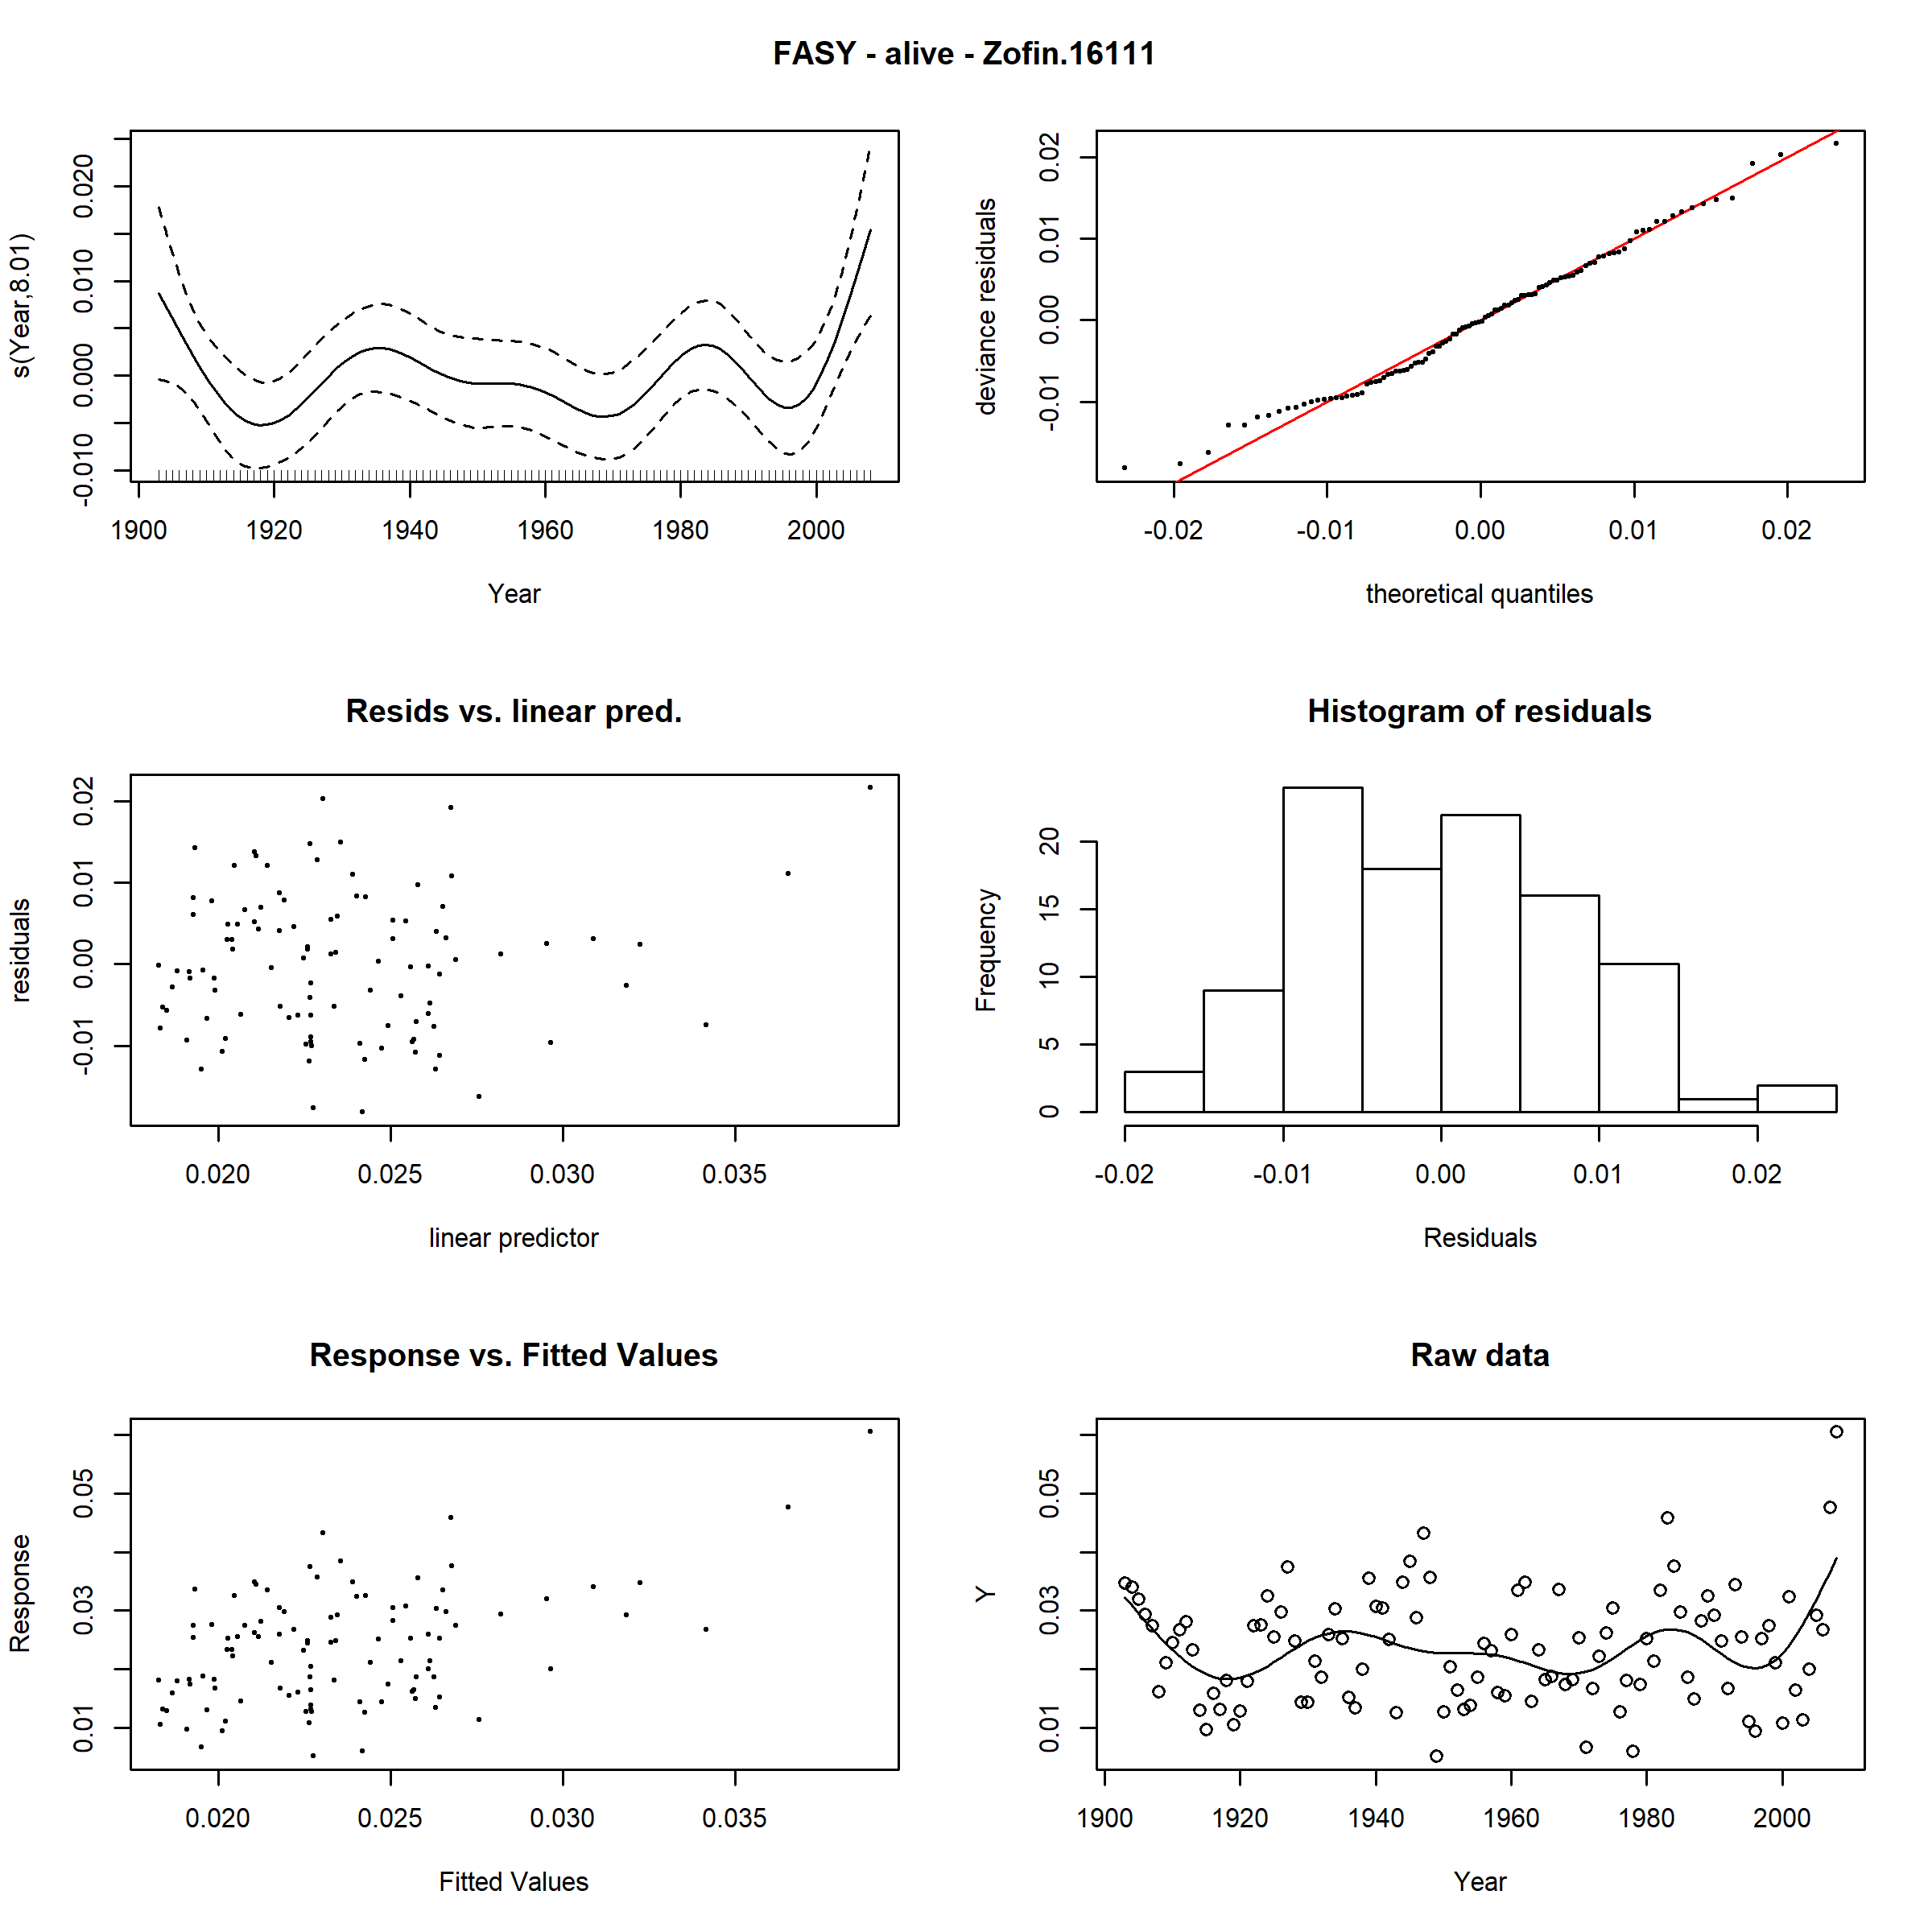 FASY - alive - Zofin.16111
s(Year,8.01)
-0.010 0.000 0.010 0.020
1900 1920 1940 1960 1980 2000
Year
deviance residuals
-0.01 0.00 0.01 0.02
-0.02 -0.01 0.00 0.01 0.02
theoretical quantiles
Resids vs. linear pred.
residuals
-0.01 0.00 0.01 0.02
0.020 0.025 0.030 0.035
linear predictor
Histogram of residuals
Frequency
0 5 10 15 20
-0.02 -0.01 0.00 0.01 0.02
Residuals
Response vs. Fitted Values
Response
0.01 0.03 0.05
0.020 0.025 0.030 0.035
Fitted Values
Raw data
Y
0.01 0.03 0.05
1900 1920 1940 1960 1980 2000
Year